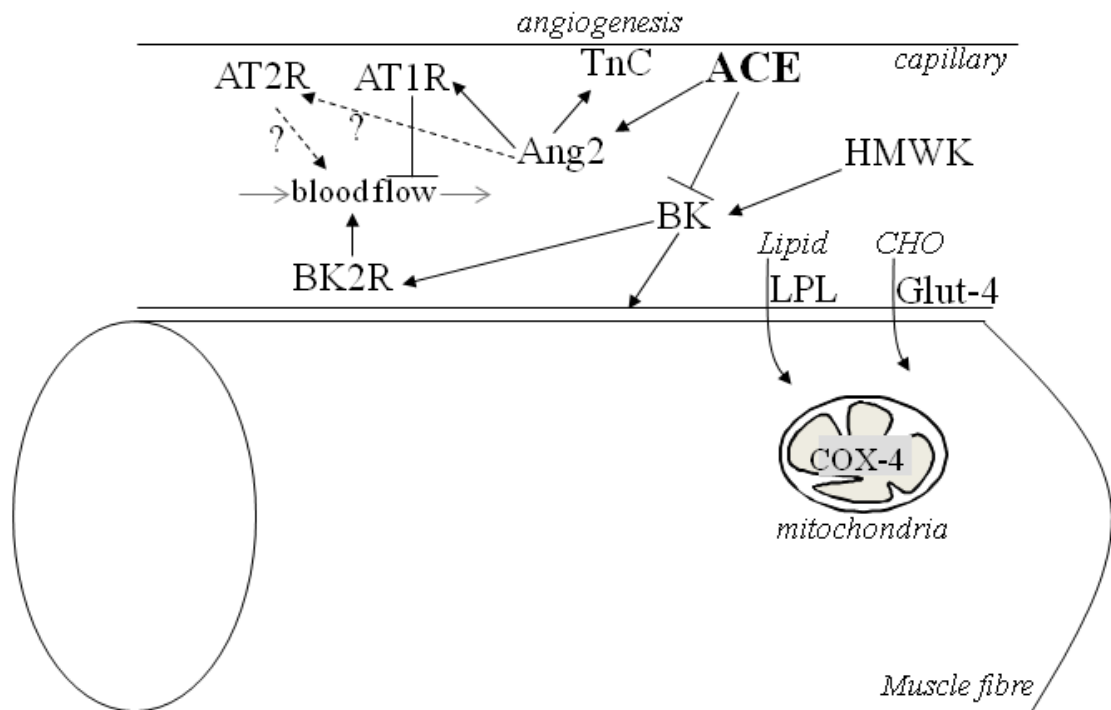 angiogenesis
capillary
AT2R
AT1R
TnC
ACE
?
?
Ang2
HMWK
blood flow
BK
BK2R
Lipid
CHO
LPL
Glut-4
COX-4
mitochondria
Muscle fibre